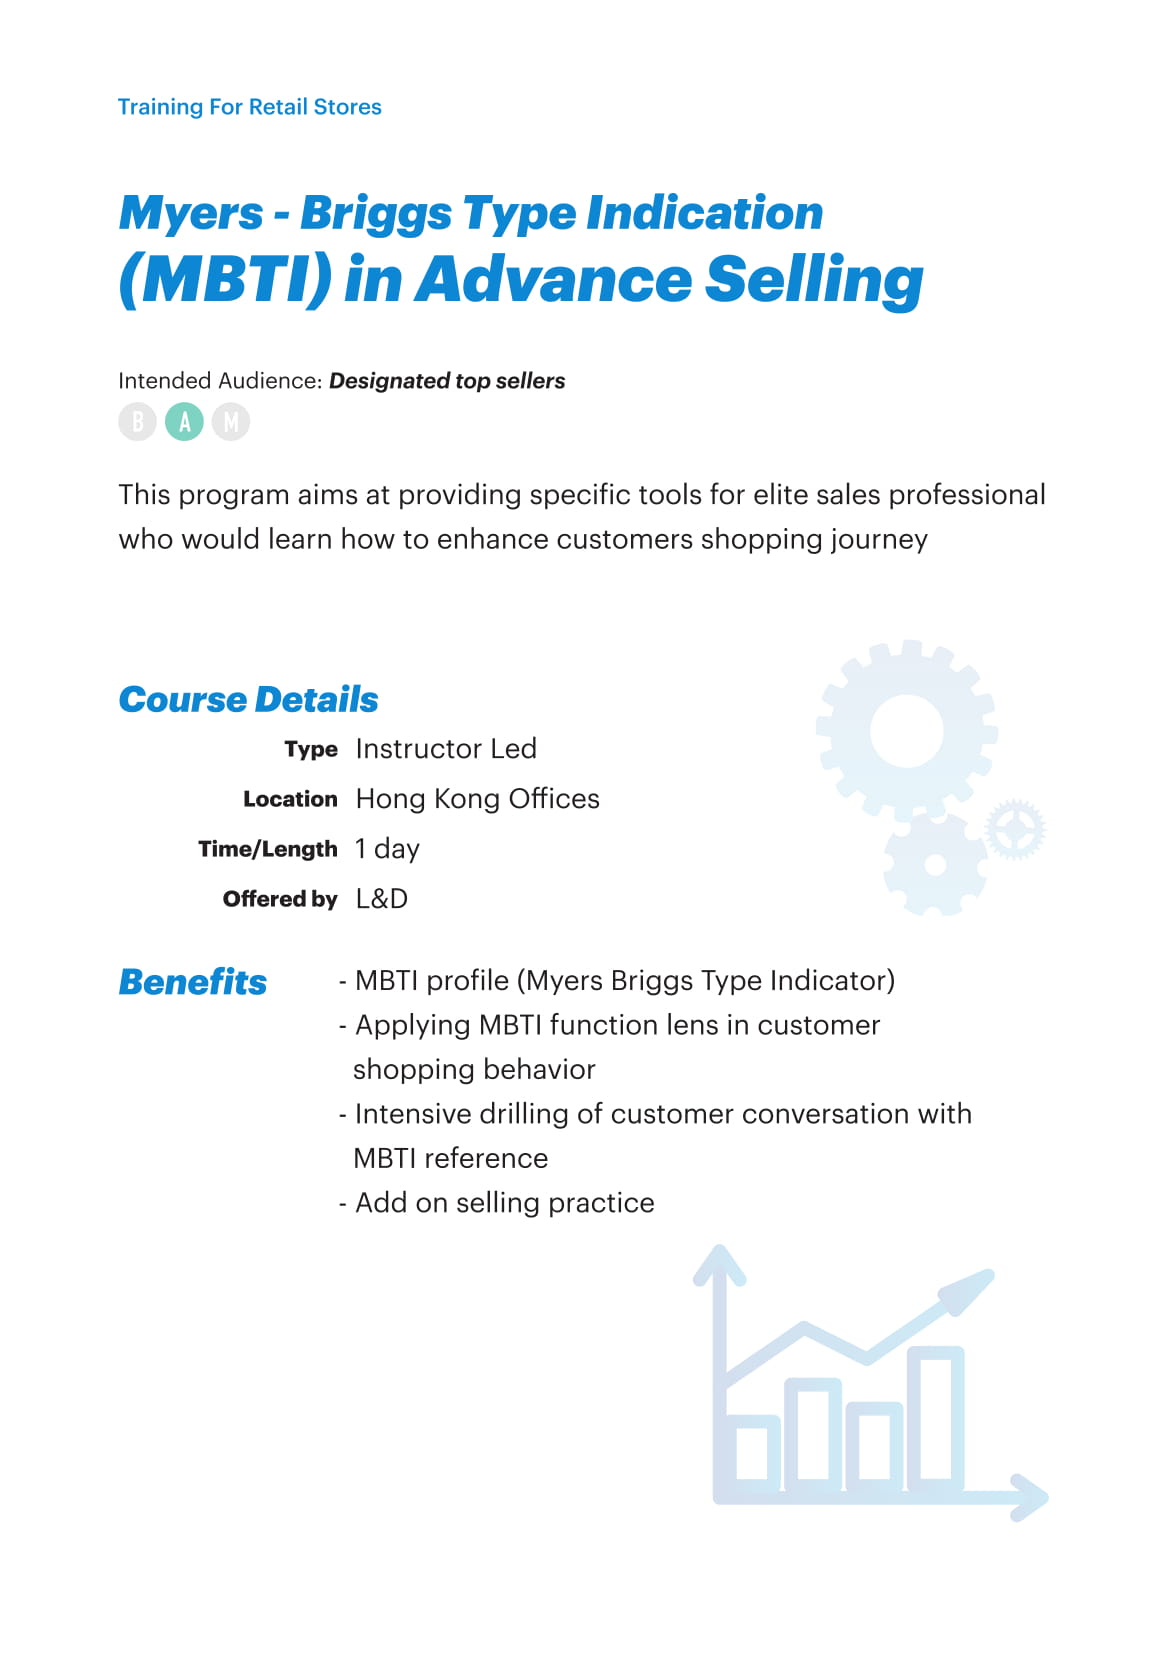 Training For Retail Stores
Myers - Briggs Type Indication
(MBTI) in Advance Selling
Intended Audience: Designated top sellers
B A M
This program aims at providing specific tools for elite sales professional
who would learn how to enhance customers shopping journey
Course Details
Type Instructor Led
Location Hong Kong Offices
Time/Length 1 day
Offered by L&D
Benefits - MBTI profile (Myers Briggs Type Indicator)
- Applying MBTI function lens in customer
shopping behavior
- Intensive drilling of customer conversation with
MBTI reference
- Add on selling practice